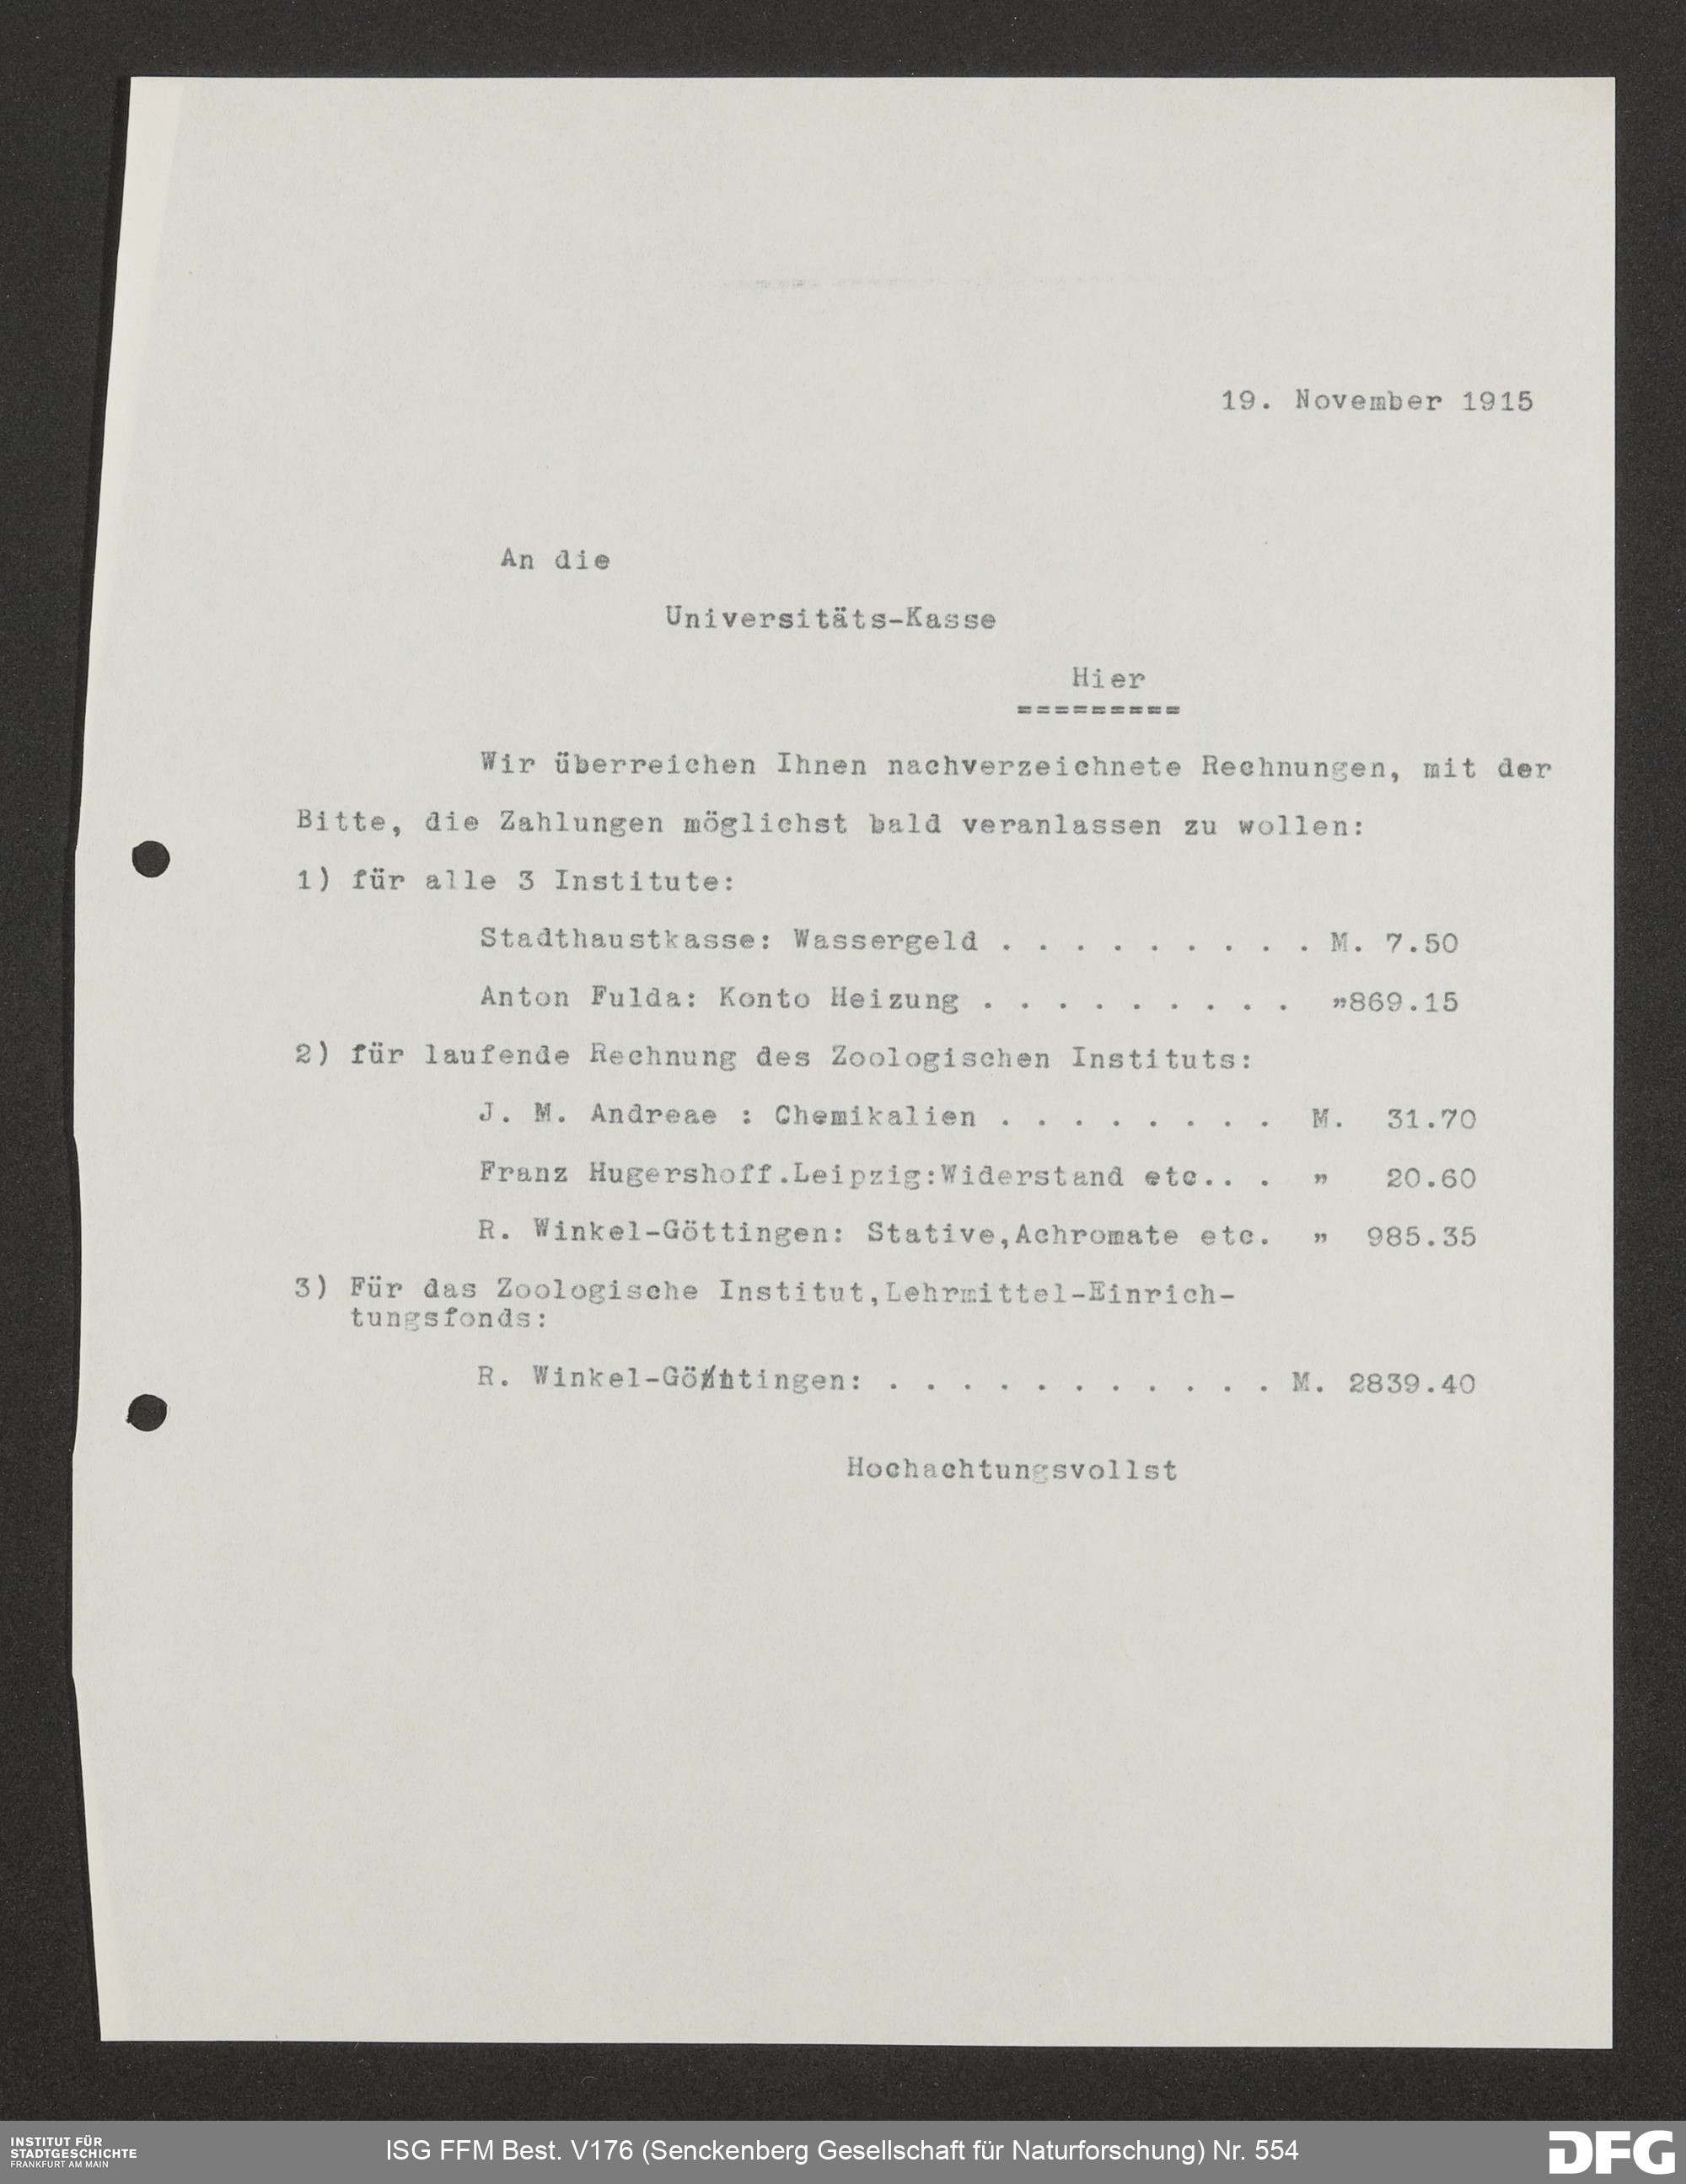 19. November 1915
An die
Universitäts-Kasse
Hier
=========
Wir überreichen Ihnen nachverzeichnete Rechnungen, mit der
Bitte, die Zahlungen möglichst bald veranlassen zu wollen:
1) für alle 3 Institute:
Stadthaustkasse: Wassergeld . . . . . . . . . M. 7.50
Anton Fulda: Konto Heizung . . . . . . . . . "869.15
2) für laufende Rechnung des Zoologischen Instituts:
J. M. Andreae : Chemikalien . . . . . . . . M. 31.70
Franz Hugershoff.Leipzig:Widerstand etc.. . " 20.60
R. Winkel-Göttingen: Stative,Achromate etc. " 985.35
3) Für das Zoologische Institut,Lehrmittel-Einrich-
tungsfonds:
R. Winkel-Göttingen: . . . . . . . . . . . M. 2839.40
Hochachtungsvollst
INSTITUT FÜR
STADTGESCHICHTE
FRANKFURT AM MAIN
ISG FFM Best. V176 (Senckenberg Gesellschaft für Naturforschung) Nr. 554
DFG